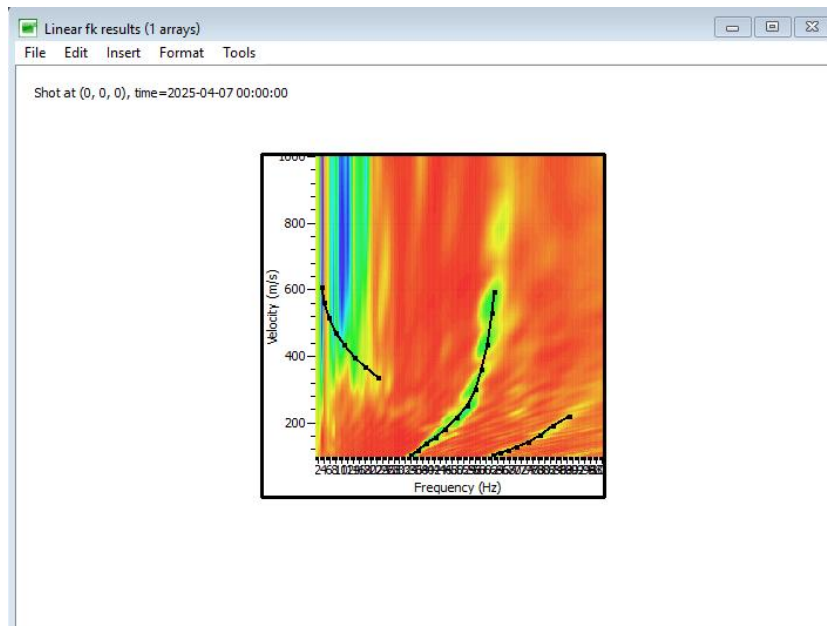 Linear fk results (1 arrays)
File Edit Insert Format Tools
Shot at (0, 0, 0), time=2025-04-07 00:00:00
1000
800
600
400
200
Velocity (m/s)
Frequency (Hz)